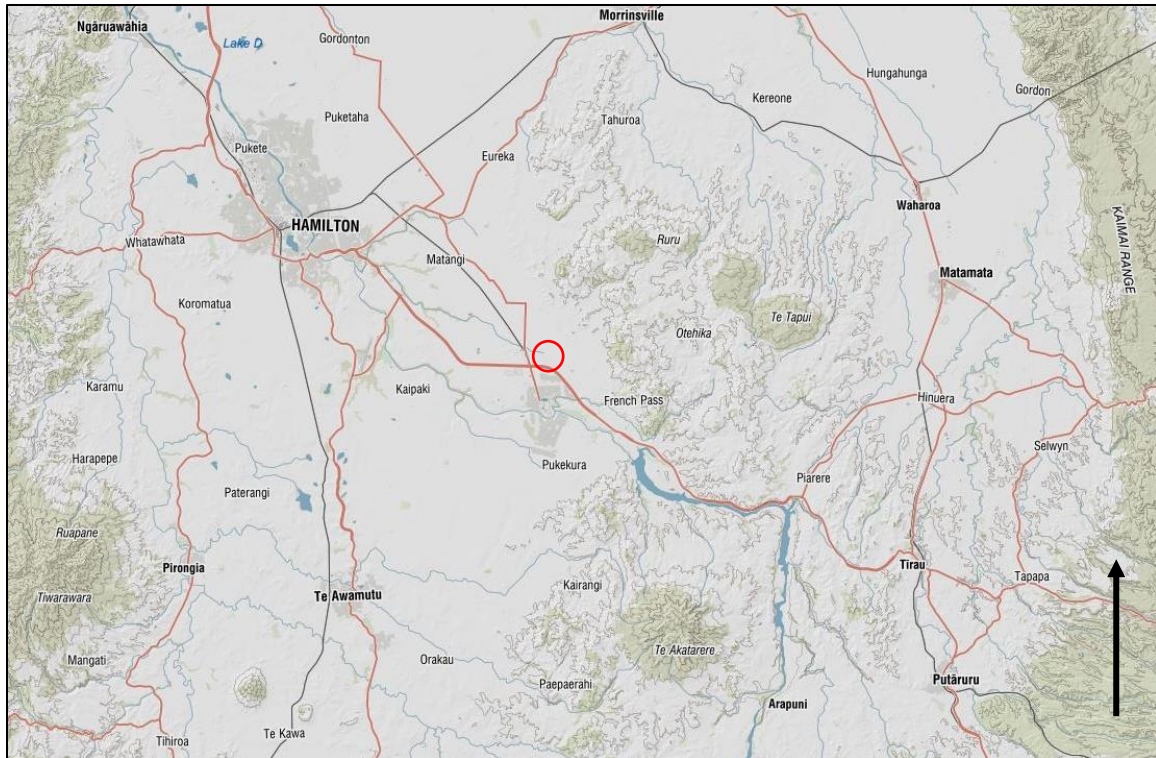 Morrinsville
Ngāruawāhia
Gordonton
Lake D
Hungahunga
Gordon
Kereone
Puketaha
Tahuroa
Pukete
Eureka
Waharoa
HAMILTON
KAIMAI RANGE
Whatawhata
Ruru
Matangi
Matamata
Koromatua
Te Tapui
Otehika
Karamu
Kaipaki
Hinuera
French Pass
Selwyn
Harapepe
Pukekura
Piarere
Paterangi
Ruapane
Pirongia
Tīrau
Tapapa
Kairangi
Te Awamutu
Tiwarawara
Te Akatarere
Mangati
Orakau
Putāruru
Paepaerahi
Arapuni
Te Kawa
Tihiroa